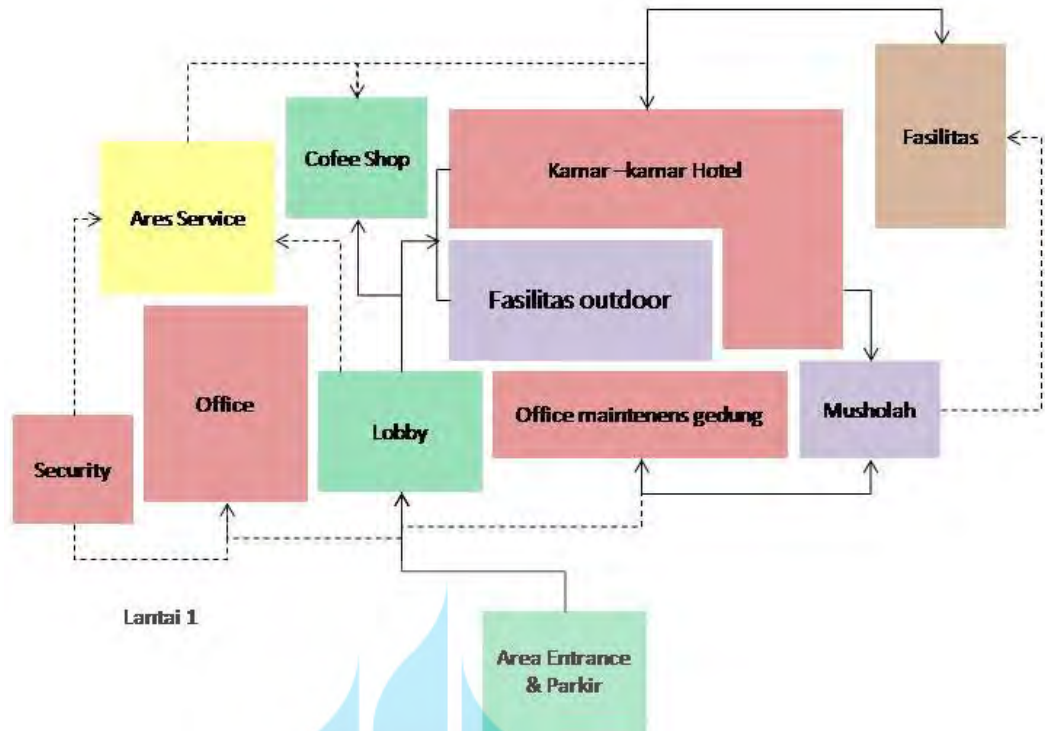 Cofee Shop
Kamar –kamar Hotel
Fasilitas
Ares Service
Fasilitas outdoor
Office
Lobby
Office maintenens gedung
Musholah
Security
Lantai 1
Area Entrance
& Parkir